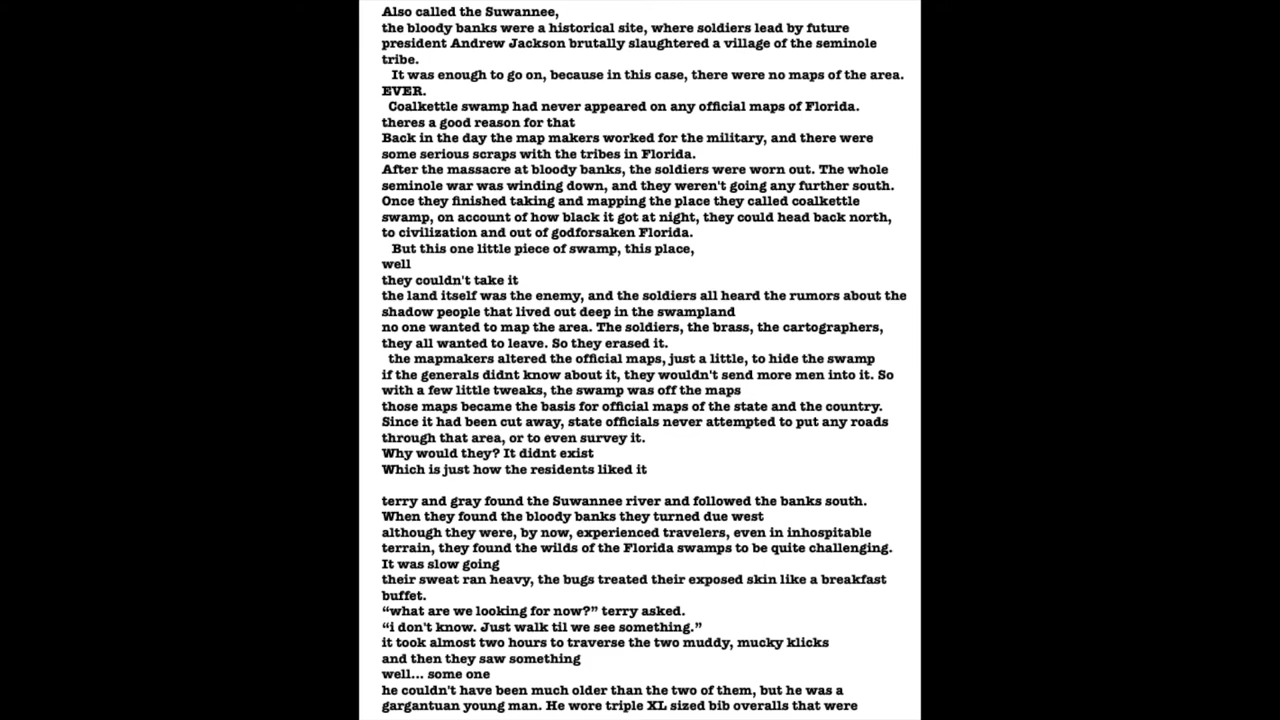 Also called the Suwannee,
the bloody banks were a historical site, where soldiers lead by future
president Andrew Jackson brutally slaughtered a village of the seminole
tribe.
It was enough to go on, because in this case, there were no maps of the area.
EVER.
Coalkettle swamp had never appeared on any official maps of Florida.
theres a good reason for that
Back in the day the map makers worked for the military, and there were
some serious scraps with the tribes in Florida.
After the massacre at bloody banks, the soldiers were worn out. The whole
seminole war was winding down, and they weren't going any further south.
Once they finished taking and mapping the place they called coalkettle
swamp, on account of how black it got at night, they could head back north,
to civilization and out of godforsaken Florida.
But this one little piece of swamp, this place,
well
they couldn't take it
the land itself was the enemy, and the soldiers all heard the rumors about the
shadow people that lived out deep in the swampland
no one wanted to map the area. The soldiers, the brass, the cartographers,
they all wanted to leave. So they erased it.
the mapmakers altered the official maps, just a little, to hide the swamp
if the generals didnt know about it, they wouldn't send more men into it. So
with a few little tweaks, the swamp was off the maps
those maps became the basis for official maps of the state and the country.
Since it had been cut away, state officials never attempted to put any roads
through that area, or to even survey it.
Why would they? It didnt exist
Which is just how the residents liked it
terry and gray found the Suwannee river and followed the banks south.
When they found the bloody banks they turned due west
although they were, by now, experienced travelers, even in inhospitable
terrain, they found the wilds of the Florida swamps to be quite challenging.
It was slow going
their sweat ran heavy, the bugs treated their exposed skin like a breakfast
buffet.
“what are we looking for now?” terry asked.
“i don't know. Just walk til we see something.”
it took almost two hours to traverse the two muddy, mucky klicks
and then they saw something
well... some one
he couldn't have been much older than the two of them, but he was a
gargantuan young man. He wore triple XL sized bib overalls that were